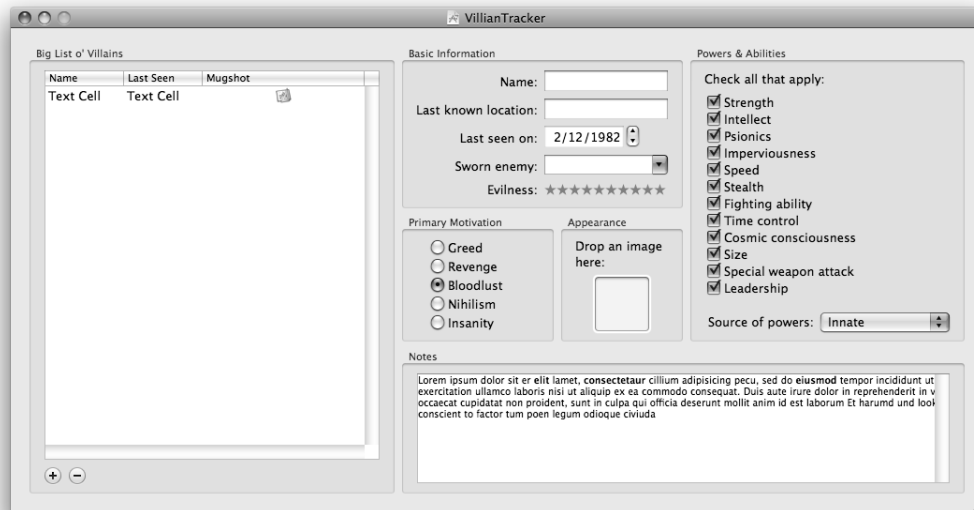 VillianTracker
Big List o' Villains
Name Last Seen Mugshot
Text Cell Text Cell
Basic Information
Name:
Last known location:
Last seen on: 2/12/1982
Sworn enemy:
Evilness: ★★★★★★★★★★
Primary Motivation
Greed
Revenge
Bloodlust
Nihilism
Insanity
Appearance
Drop an image
here:
Powers & Abilities
Check all that apply:
Strength
Intellect
Psionics
Imperviousness
Speed
Stealth
Fighting ability
Time control
Cosmic consciousness
Size
Special weapon attack
Leadership
Source of powers: Innate
Notes
Lorem ipsum dolor sit er elit lamet, consectetaur cillium adipisicing pecu, sed do eiusmod tempor incididunt ut
exercitation ullamco laboris nisi ut aliquip ex ea commodo consequat. Duis aute irure dolor in reprehenderit in v
occaecat cupidatat non proident, sunt in culpa qui officia deserunt mollit anim id est laborum Et harumd und look
conscient to factor tum poen legum odioque civiuda